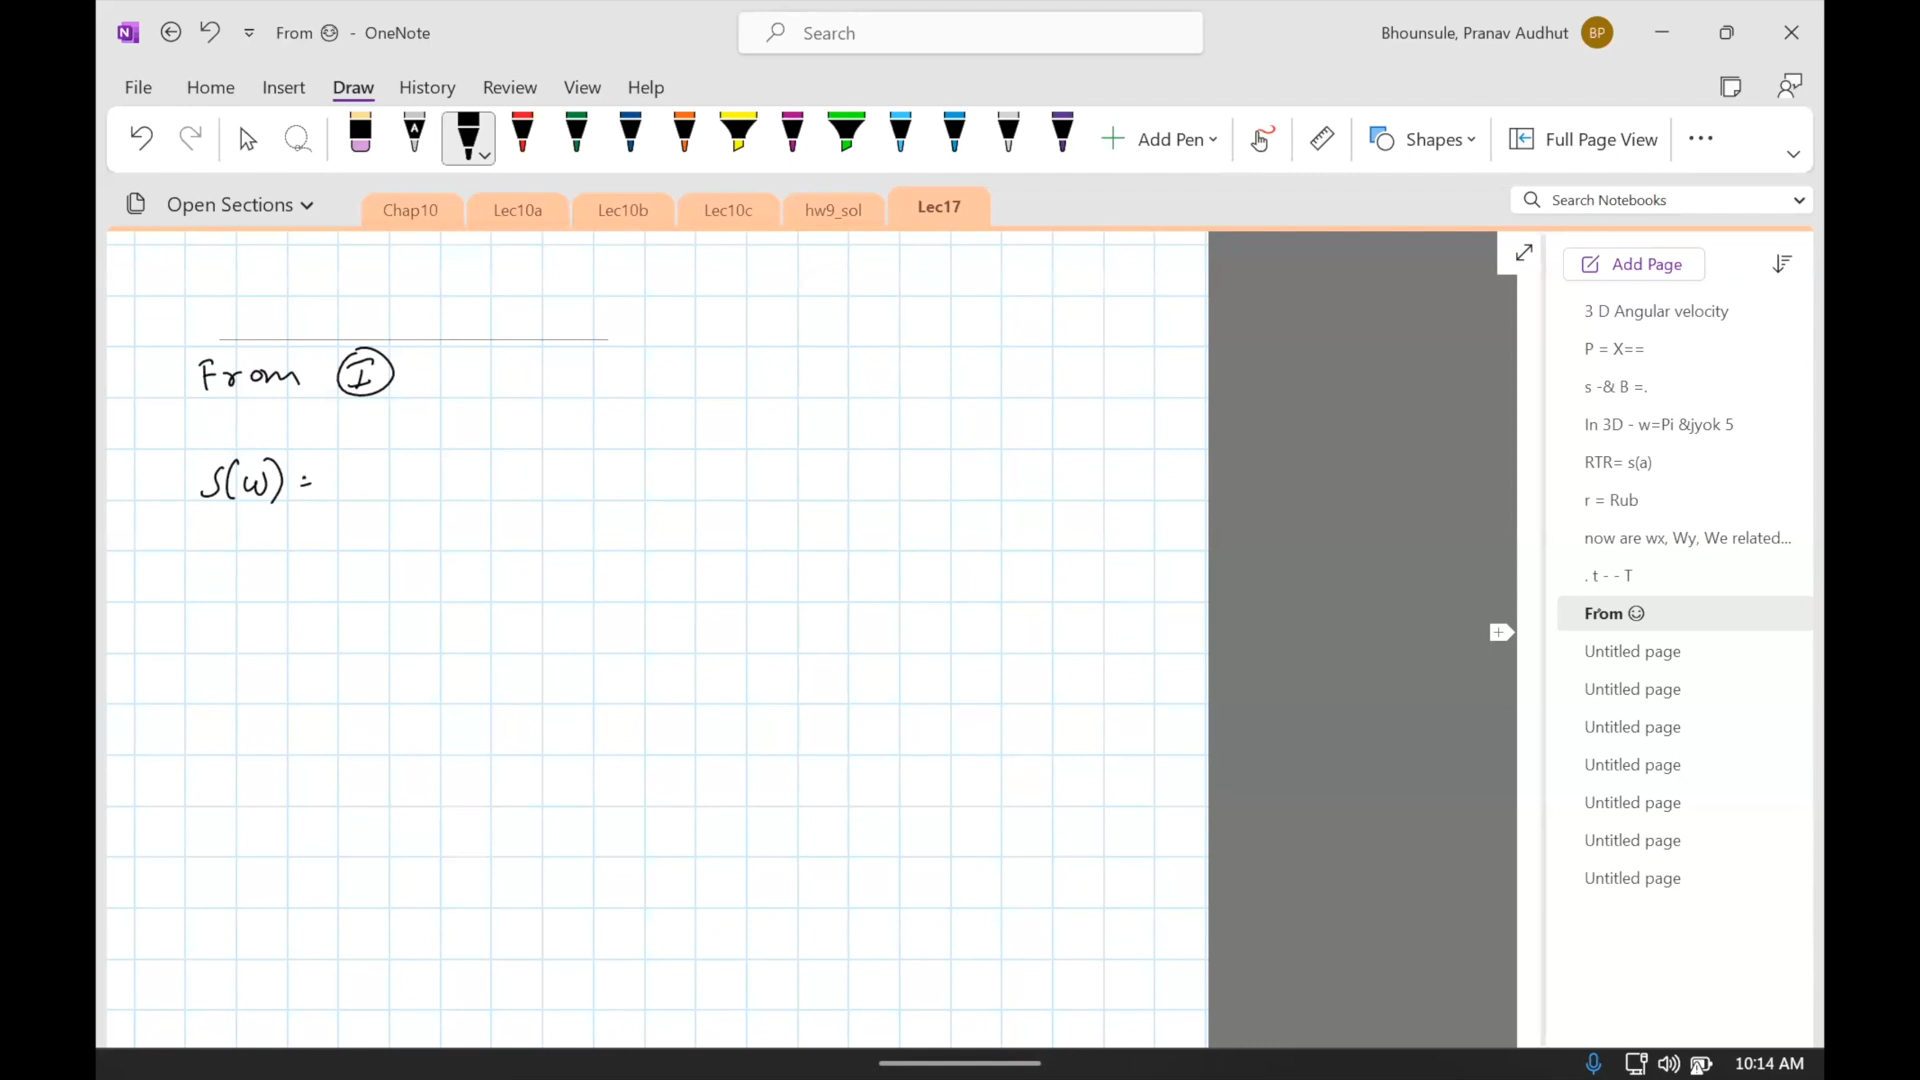 From ☺ - OneNote
Search
Bhounsule, Pranav Audhut
BP
File Home Insert Draw History Review View Help
A
Add Pen
Shapes
Full Page View
Open Sections
Chap10
Lec10a
Lec10b
Lec10c
hw9_sol
Lec17
Search Notebooks
From I
S(ω) =
Add Page
3 D Angular velocity
P = X==
s -& B =.
In 3D - w=Pi &jyok 5
RTR= s(a)
r = Rub
now are wx, Wy, We related...
. t - - T
From ☺
Untitled page
Untitled page
Untitled page
Untitled page
Untitled page
Untitled page
Untitled page
10:14 AM